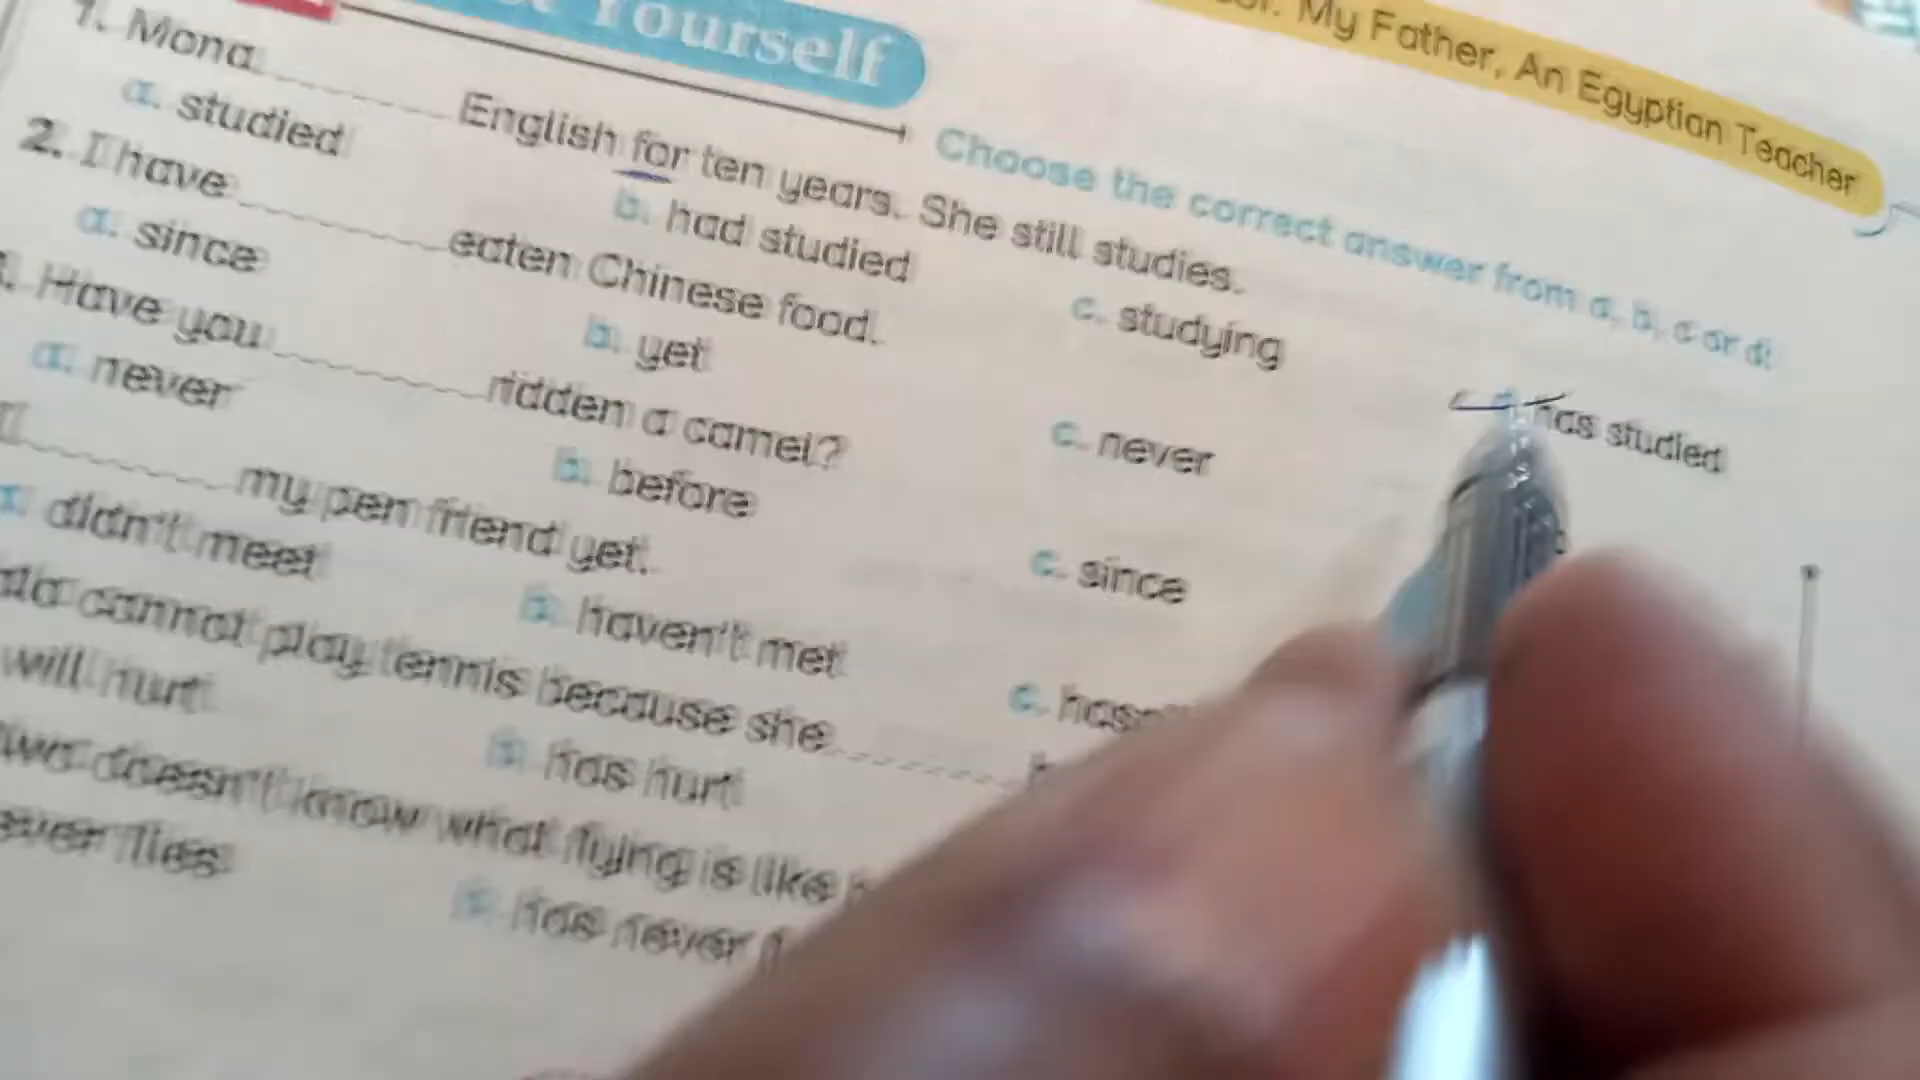 Yourself
My Father, An Egyptian Teacher
Choose the correct answer from a, b, c or d:
1. Mona English for ten years. She still studies.
a. studied b. had studied c. studying has studied
2. I have eaten Chinese food.
a. since b. yet c. never
Have you ridden a camel?
a. never b. before c. since
I my pen friend yet.
didn't meet b. haven't met c.
cannot play tennis because she
will hurt b. has hurt
doesn't know what flying is like
flies has never